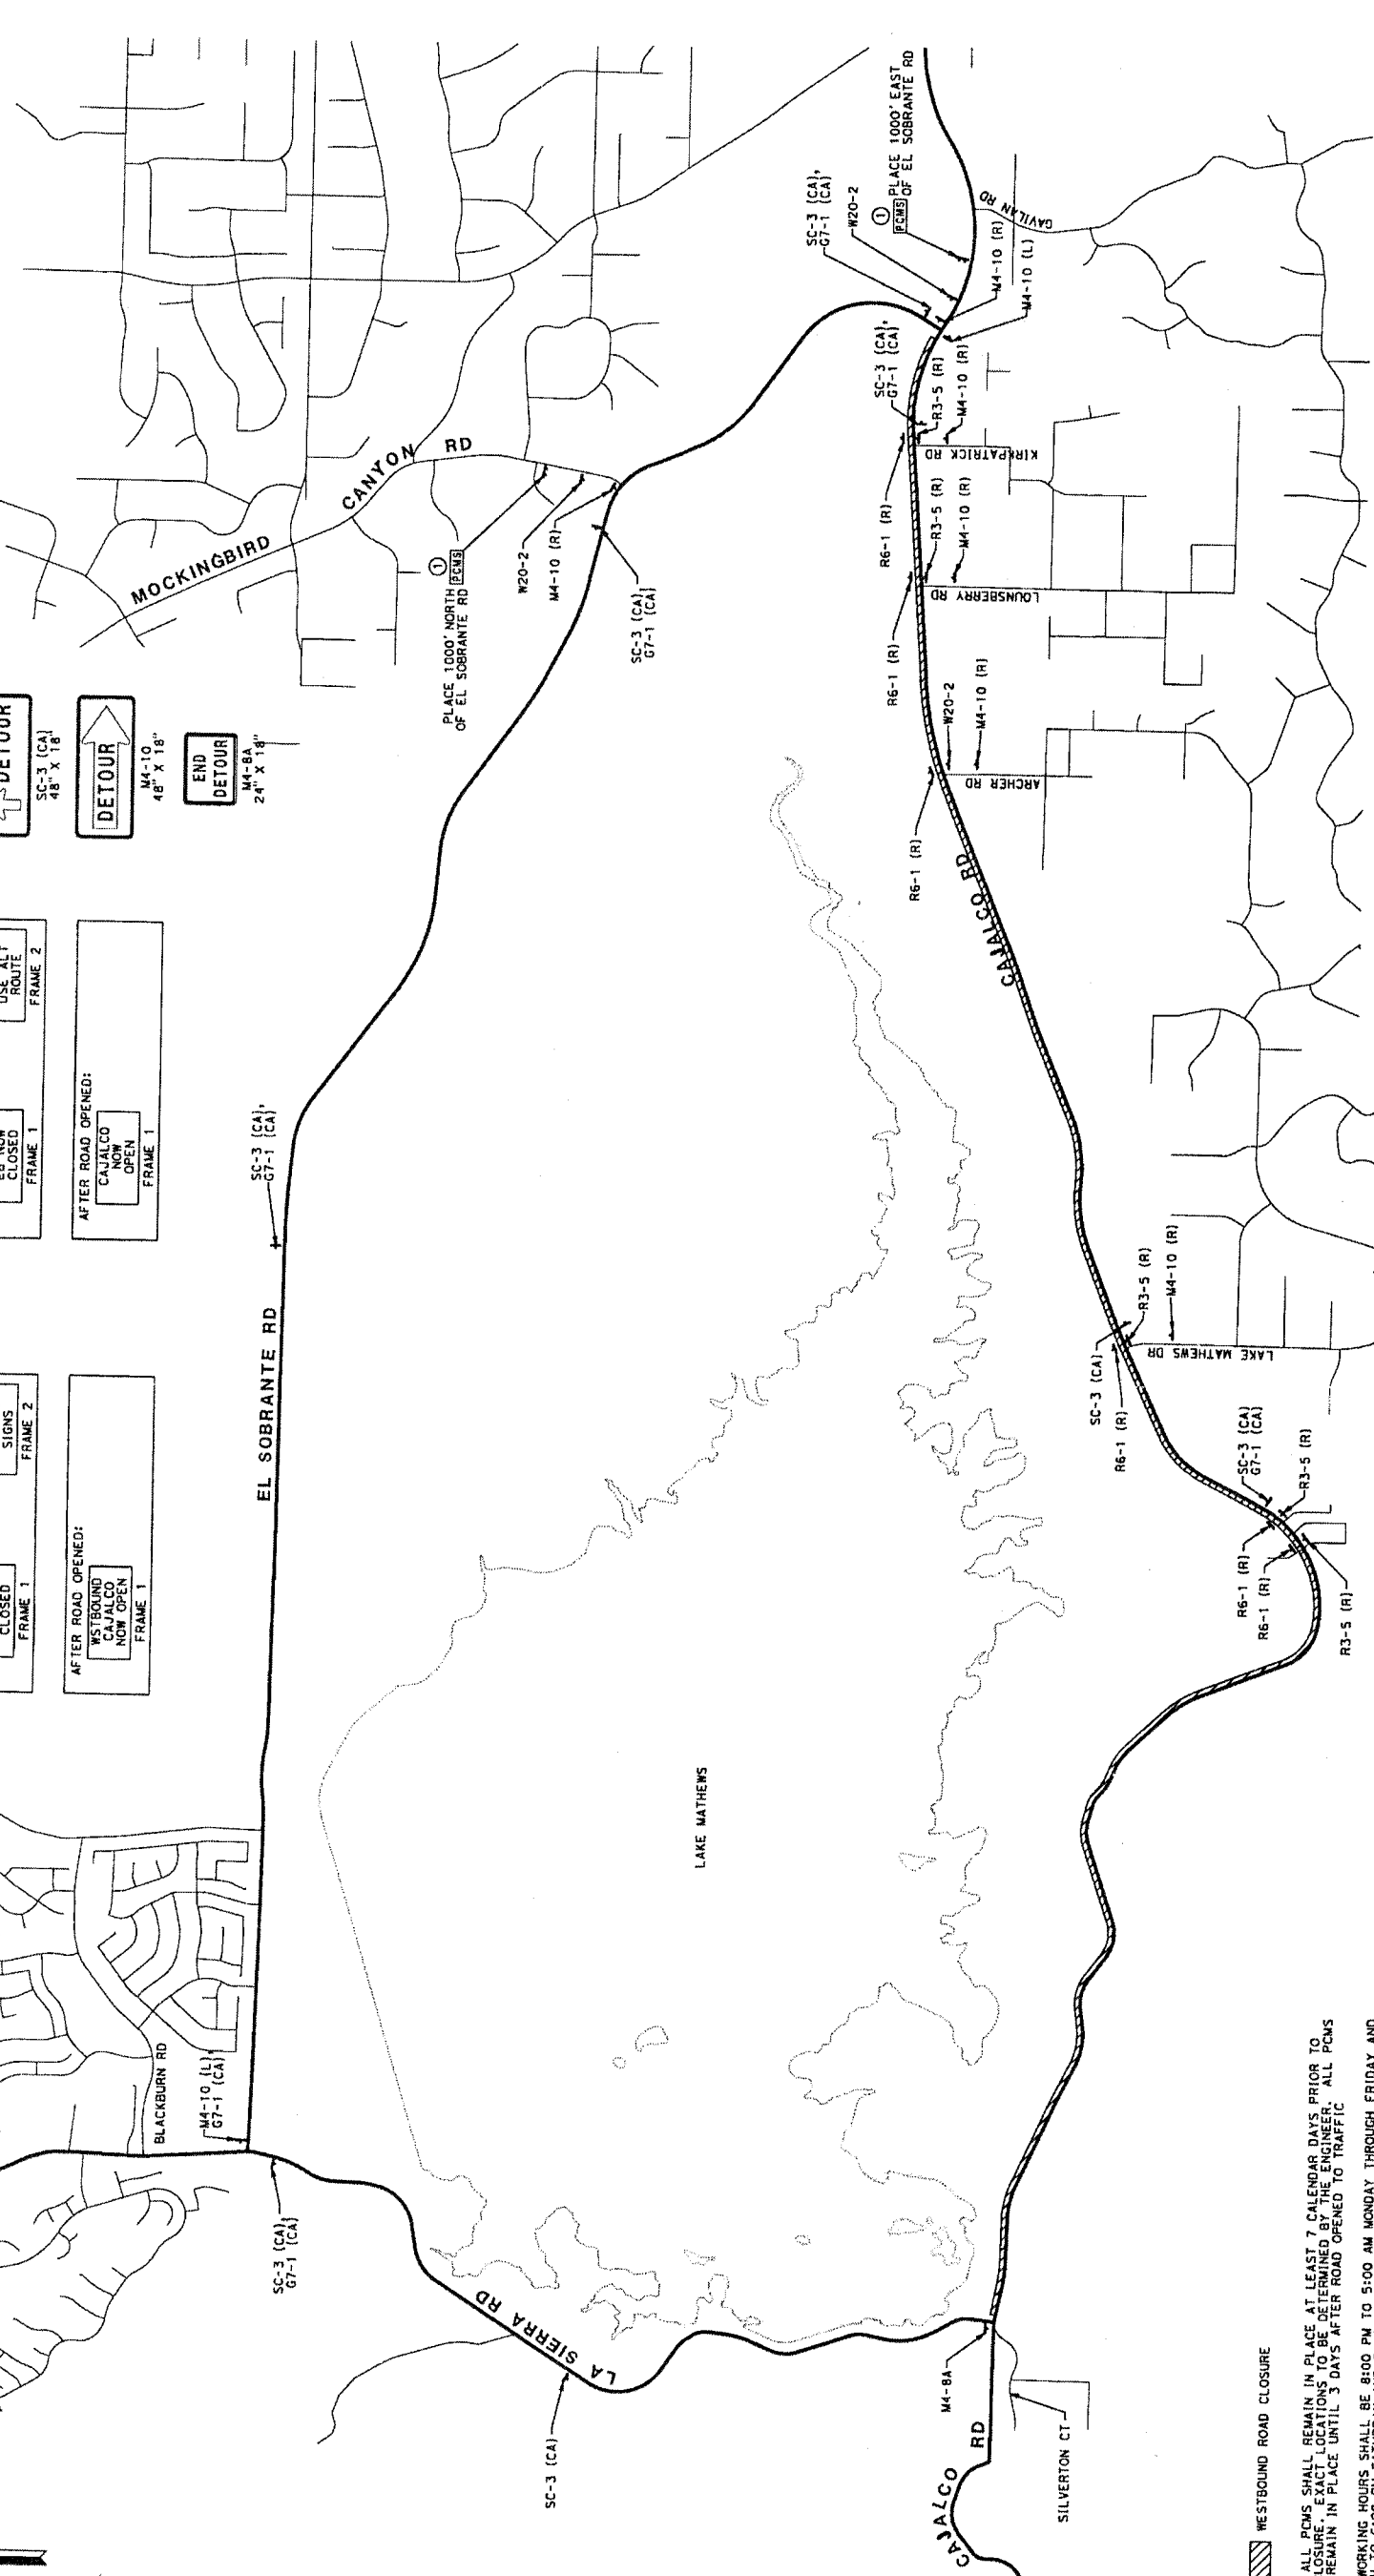 DETOUR
SC-3 (CA)
48" X 18"
DETOUR
M4-10
48" X 18"
END
DETOUR
M4-8A
24" X 18"
USE ALT
ROUTE
FRAME 2
EB NOW
CLOSED
FRAME 1
AFTER ROAD OPENED:
CAJALCO
NOW
OPEN
FRAME 1
SIGNS
FRAME 2
CLOSED
FRAME 1
AFTER ROAD OPENED:
WSTBOUND
CAJALCO
NOW OPEN
FRAME 1
MOCKINGBIRD CANYON RD
1
PCMS
PLACE 1000' NORTH
OF EL SOBRANTE RD
W20-2
M4-10 (R)
SC-3 (CA),
G7-1 (CA)
SC-3 (CA),
G7-1 (CA)
W20-2
1
PCMS
PLACE 1000' EAST
OF EL SOBRANTE RD
GAVILAN RD
M4-10 (R)
M4-10 (L)
SC-3 (CA),
G7-1 (CA)
R3-5 (R)
M4-10 (R)
KIRKPATRICK RD
R6-1 (R)
R3-5 (R)
M4-10 (R)
LOUNSBERRY RD
R6-1 (R)
W20-2
M4-10 (R)
ARCHER RD
R6-1 (R)
CAJALCO RD
SC-3 (CA),
G7-1 (CA)
EL SOBRANTE RD
R3-5 (R)
M4-10 (R)
LAKE MATHEWS DR
SC-3 (CA)
R6-1 (R)
SC-3 (CA)
G7-1 (CA)
R3-5 (R)
R6-1 (R)
R6-1 (R)
R3-5 (R)
LAKE MATHEWS
BLACKBURN RD
M4-10 (L),
G7-1 (CA)
SC-3 (CA),
G7-1 (CA)
LA SIERRA RD
SC-3 (CA)
M4-8A
CAJALCO RD
SILVERTON CT
WESTBOUND ROAD CLOSURE
ALL PCMS SHALL REMAIN IN PLACE AT LEAST 7 CALENDAR DAYS PRIOR TO
LOSURE. EXACT LOCATIONS TO BE DETERMINED BY THE ENGINEER. ALL PCMS
REMAIN IN PLACE UNTIL 3 DAYS AFTER ROAD OPENED TO TRAFFIC
WORKING HOURS SHALL BE 8:00 PM TO 5:00 AM MONDAY THROUGH FRIDAY AND